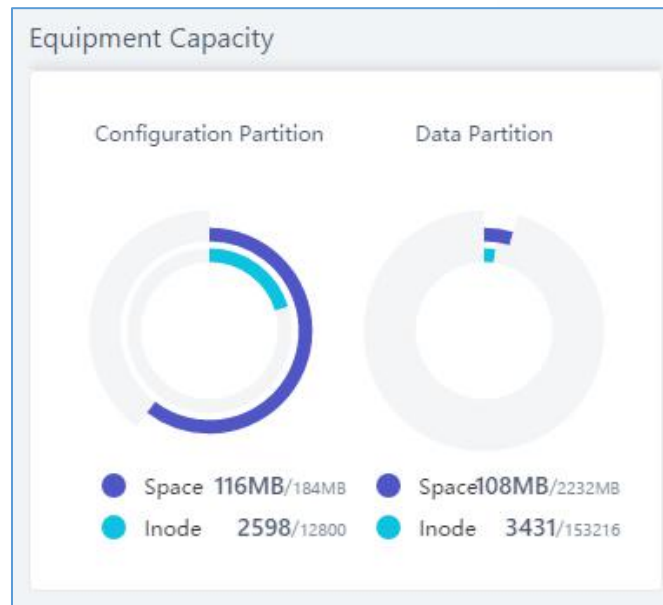 Equipment Capacity
Configuration Partition
Data Partition
Space 116MB/184MB
Inode 2598/12800
Space108MB/2232MB
Inode 3431/153216